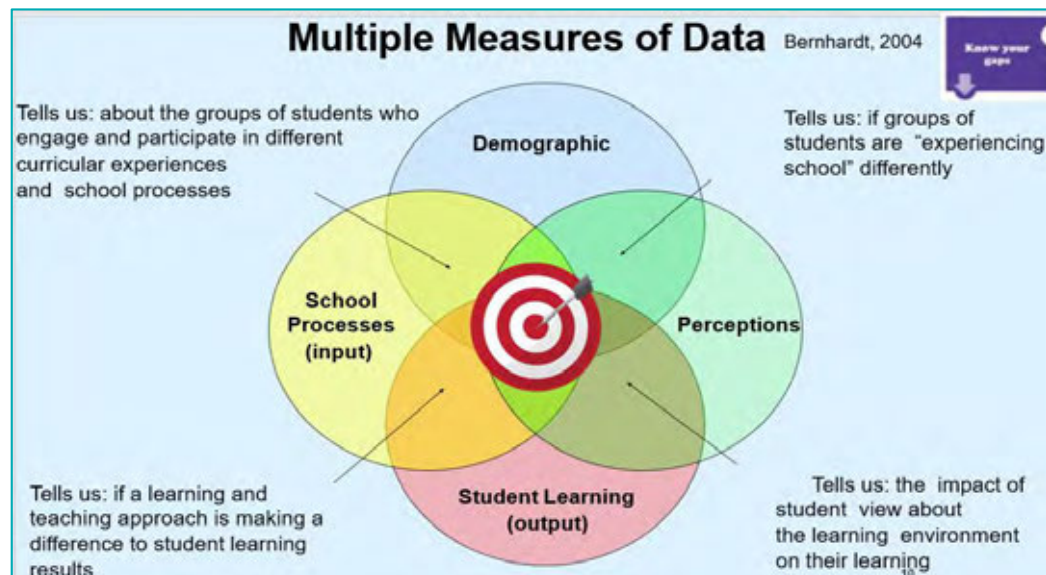 Multiple Measures of Data
Bernhardt, 2004
Know your
gaps
Tells us: about the groups of students who
engage and participate in different
curricular experiences
and school processes
Demographic
Tells us: if groups of
students are "experiencing
school" differently
School
Processes
(input)
Perceptions
Student Learning
(output)
Tells us: if a learning and
teaching approach is making a
difference to student learning
results
Tells us: the impact of
student view about
the learning environment
on their learning